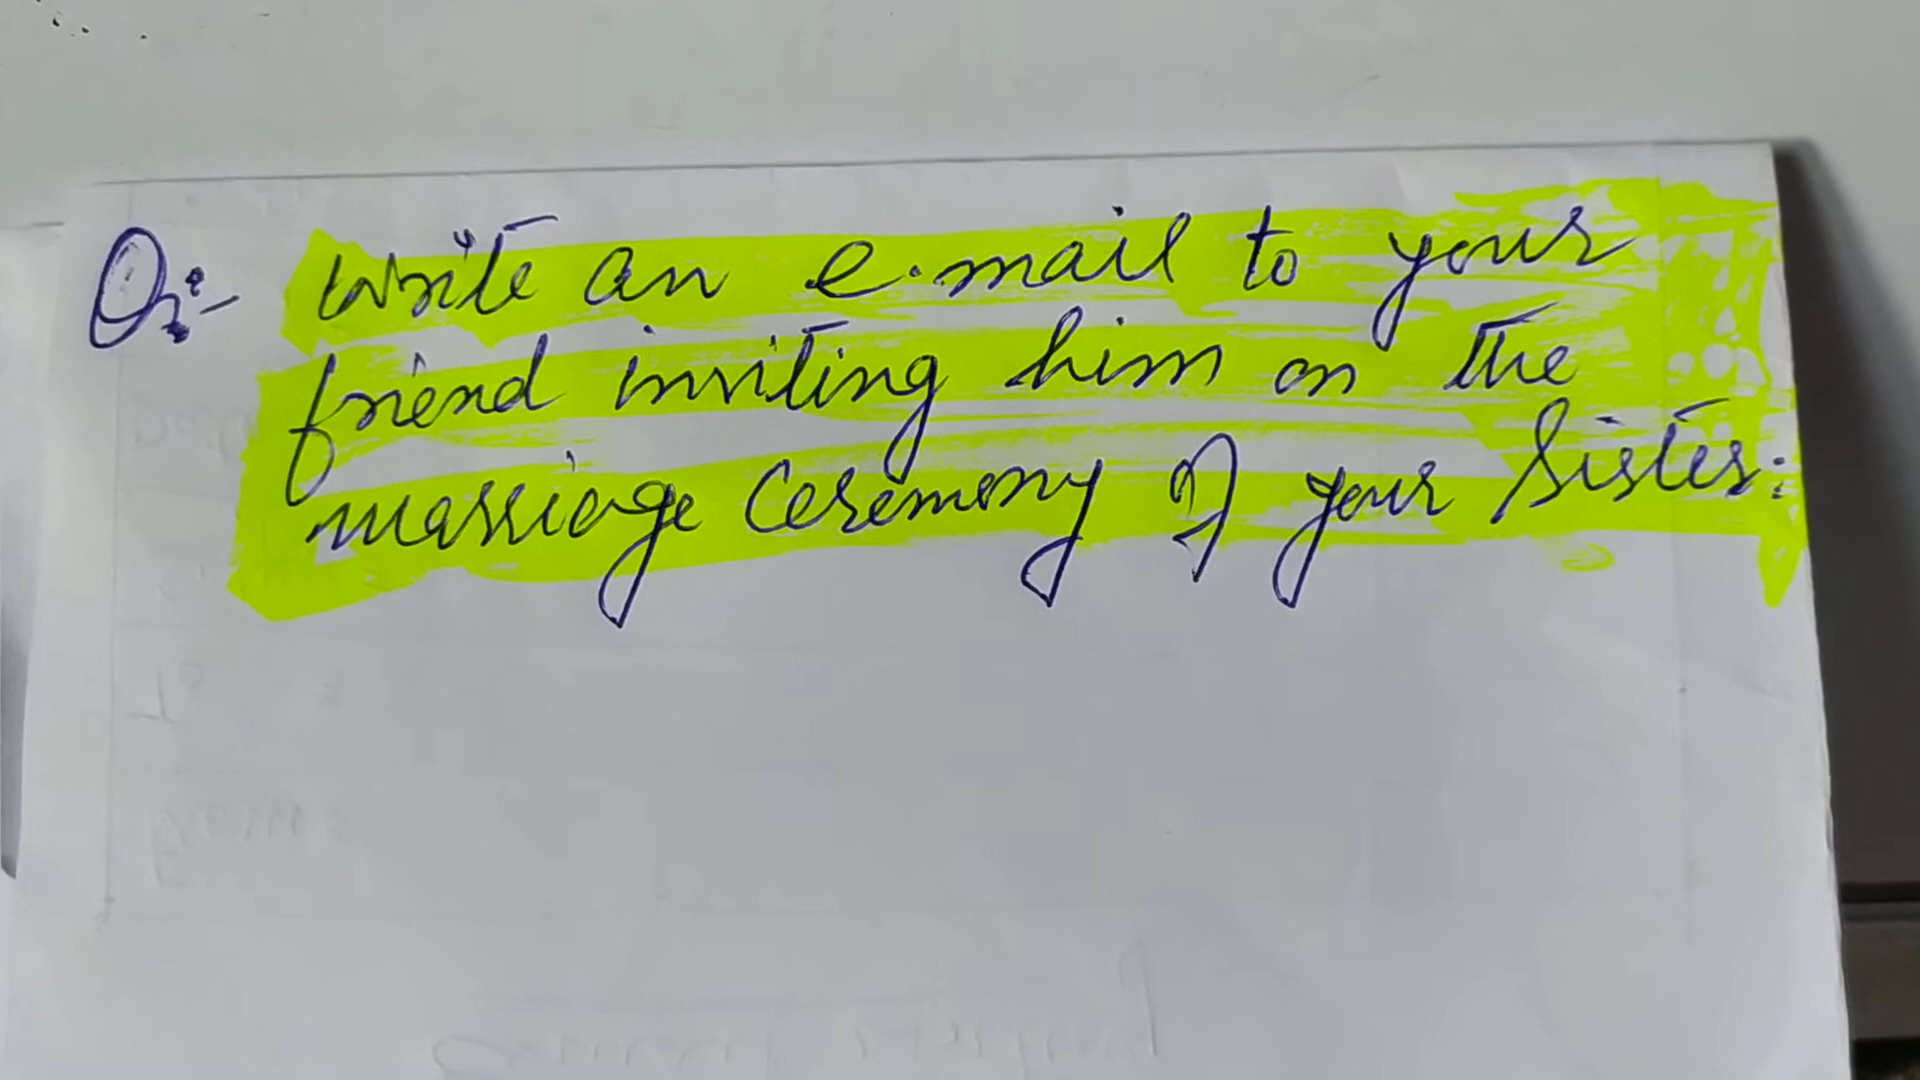 Q:- Write an e.mail to your
friend inviting him on the
marriage ceremony of your Sister.